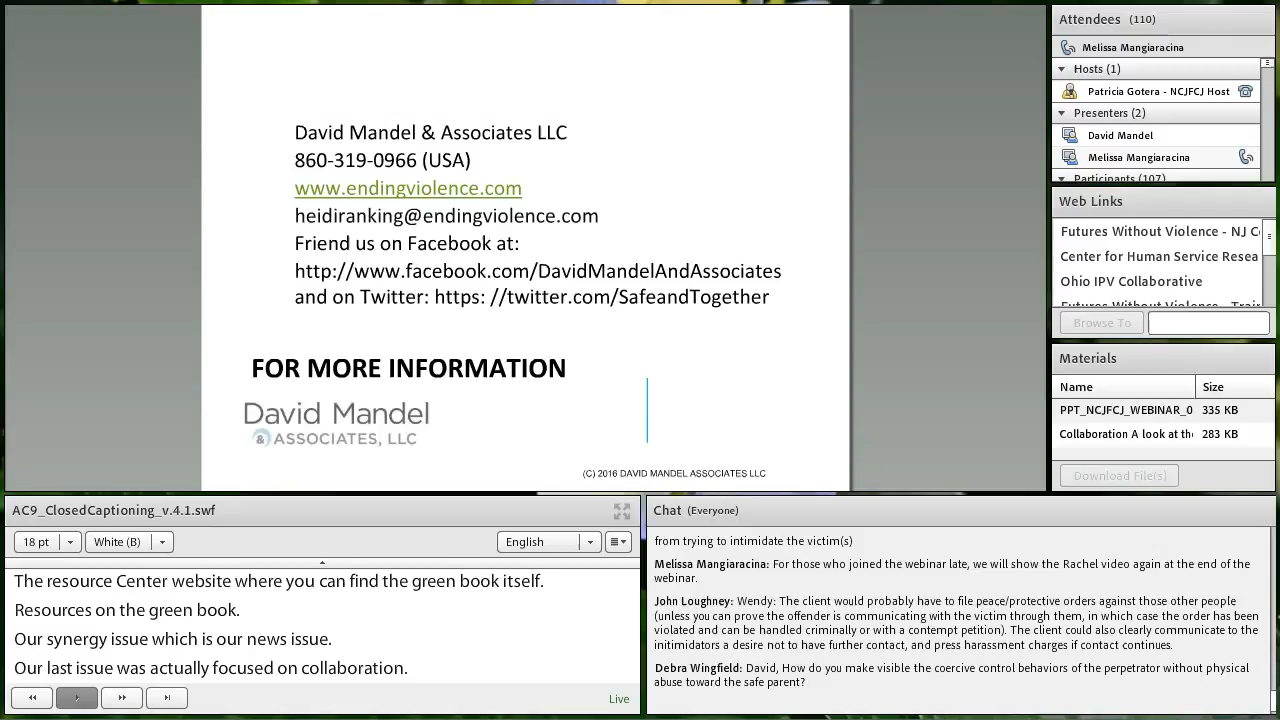 David Mandel & Associates LLC
860-319-0966 (USA)
www.endingviolence.com
heidiranking@endingviolence.com
Friend us on Facebook at:
http://www.facebook.com/DavidMandelAndAssociates
and on Twitter: https: //twitter.com/SafeandTogether
FOR MORE INFORMATION
David Mandel
& ASSOCIATES, LLC
(C) 2016 DAVID MANDEL ASSOCIATES LLC
Attendees (110)
Melissa Mangiaracina
Hosts (1)
Patricia Gotera - NCJFCJ Host
Presenters (2)
David Mandel
Melissa Mangiaracina
Participants (107)
Web Links
Futures Without Violence - NJ C
Center for Human Service Resea
Ohio IPV Collaborative
Futures Without Violence - Trai
Browse To
Materials
Name Size
PPT_NCJFCJ_WEBINAR_0 335 KB
Collaboration A look at the 283 KB
Download File(s)
AC9_ClosedCaptioning_v.4.1.swf
18 pt White (B) English
The resource Center website where you can find the green book itself.
Resources on the green book.
Our synergy issue which is our news issue.
Our last issue was actually focused on collaboration.
Live
Chat (Everyone)
from trying to intimidate the victim(s)
Melissa Mangiaracina: For those who joined the webinar late, we will show the Rachel video again at the end of the
webinar.
John Loughney: Wendy: The client would probably have to file peace/protective orders against those other people
(unless you can prove the offender is communicating with the victim through them, in which case the order has been
violated and can be handled criminally or with a contempt petition). The client could also clearly communicate to the
initimidators a desire not to have further contact, and press harassment charges if contact continues.
Debra Wingfield: David, How do you make visible the coercive control behaviors of the perpetrator without physical
abuse toward the safe parent?